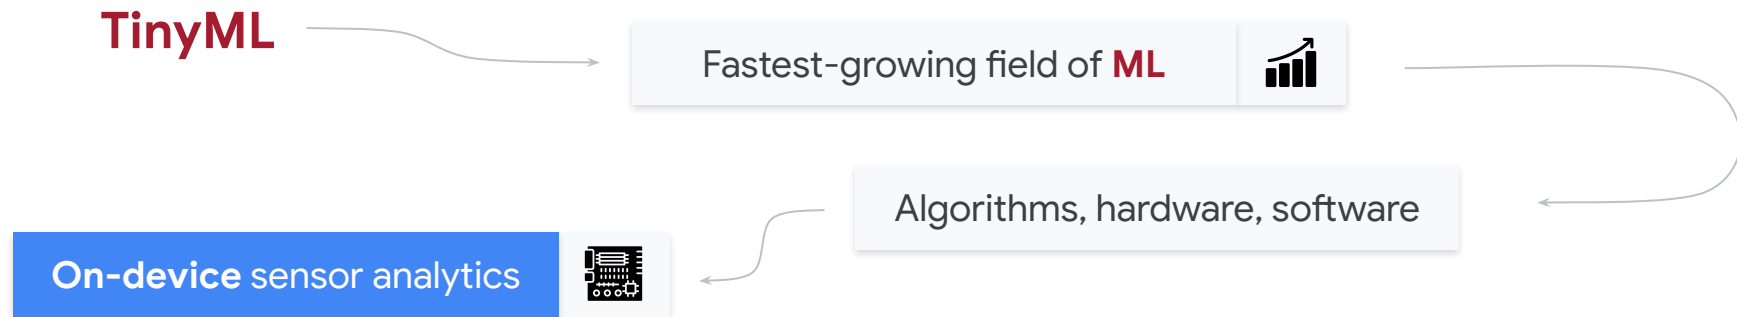 TinyML
Fastest-growing field of ML
Algorithms, hardware, software
On-device sensor analytics